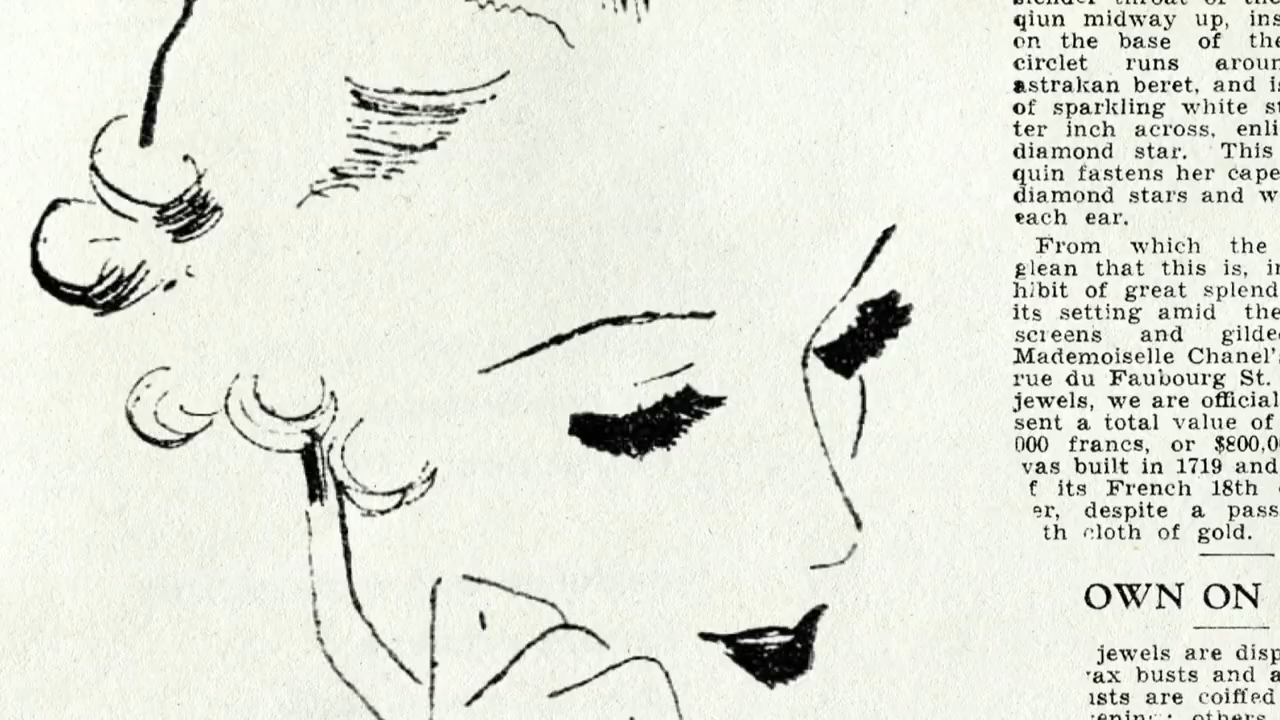 slender throat of the
qiun midway up, ins
on the base of the
circlet runs aroun
astrakan beret, and is
of sparkling white st
ter inch across, enli
diamond star. This
quin fastens her cape
diamond stars and w
each ear.
From which the
glean that this is, in
hibit of great splend
its setting amid the
screens and gilde
Mademoiselle Chanel's
rue du Faubourg St.
jewels, we are official
sent a total value of
000 francs, or $800,0
vas built in 1719 and
f its French 18th
er, despite a pass
th cloth of gold.
OWN ON
jewels are disp
ax busts and a
usts are coiffed
others